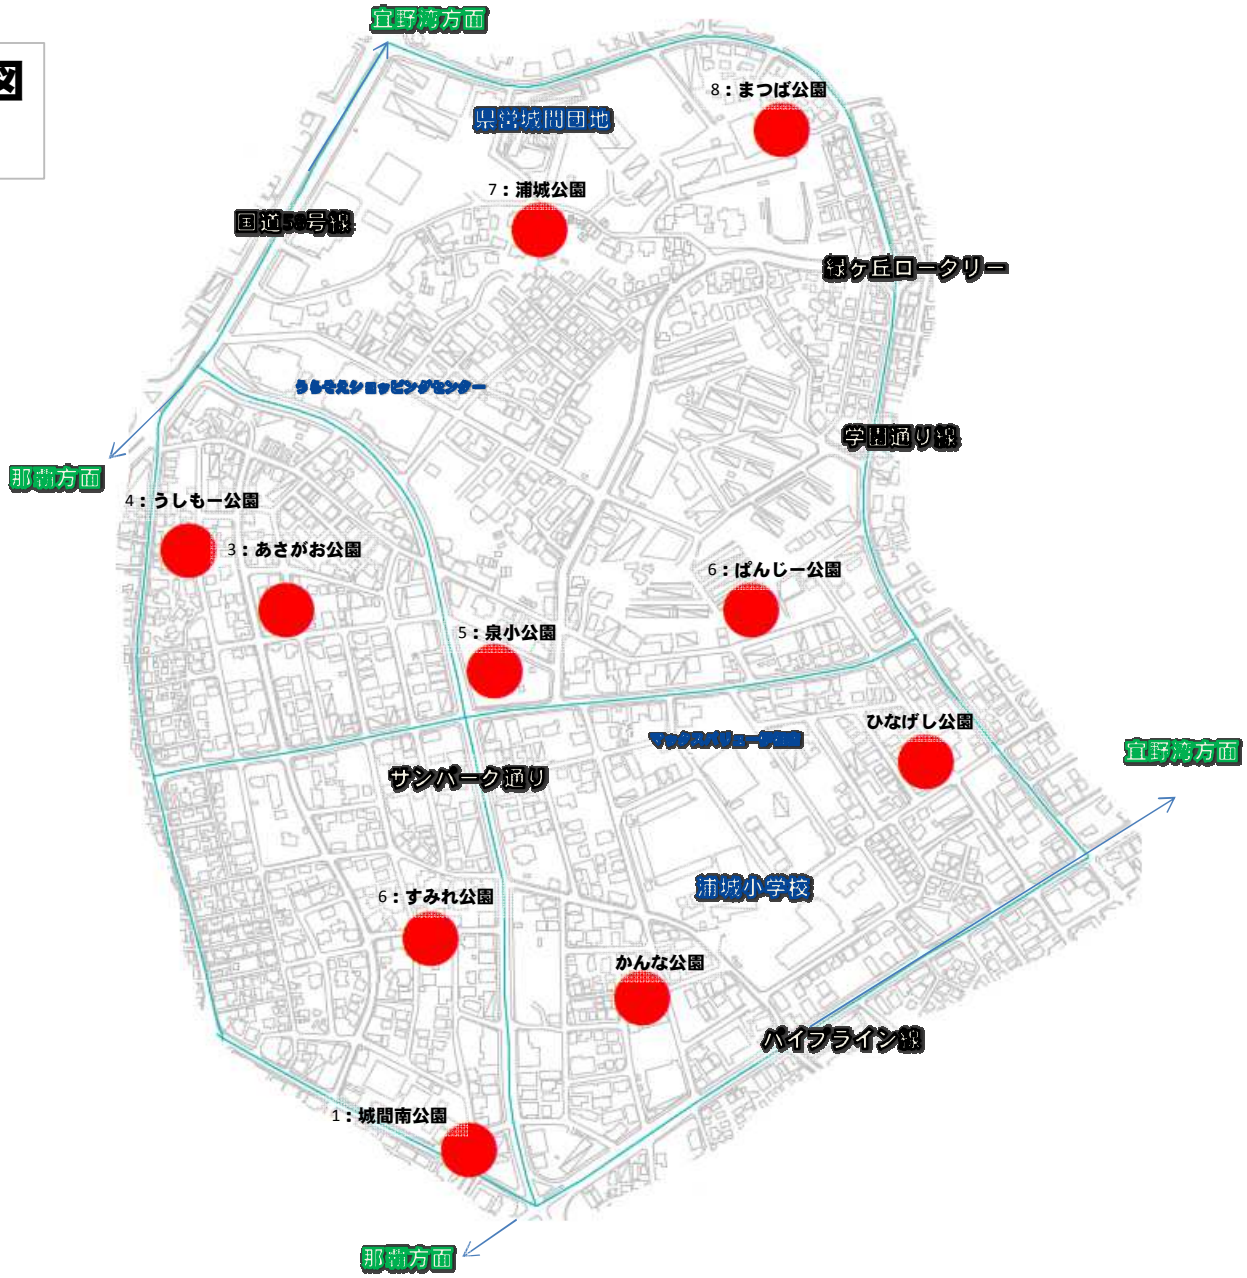 宜野湾方面
図
8：まつば公園
県営城間団地
7：浦城公園
国道58号線
緑ヶ丘ロータリー
うらそえショッピングセンター
学園通り線
那覇方面
4：うしもー公園
3：あさがお公園
6：ぱんじー公園
5：泉小公園
ひなげし公園
宜野湾方面
サンパーク通り
浦城小学校
6：すみれ公園
かんな公園
パイプライン線
1：城間南公園
那覇方面